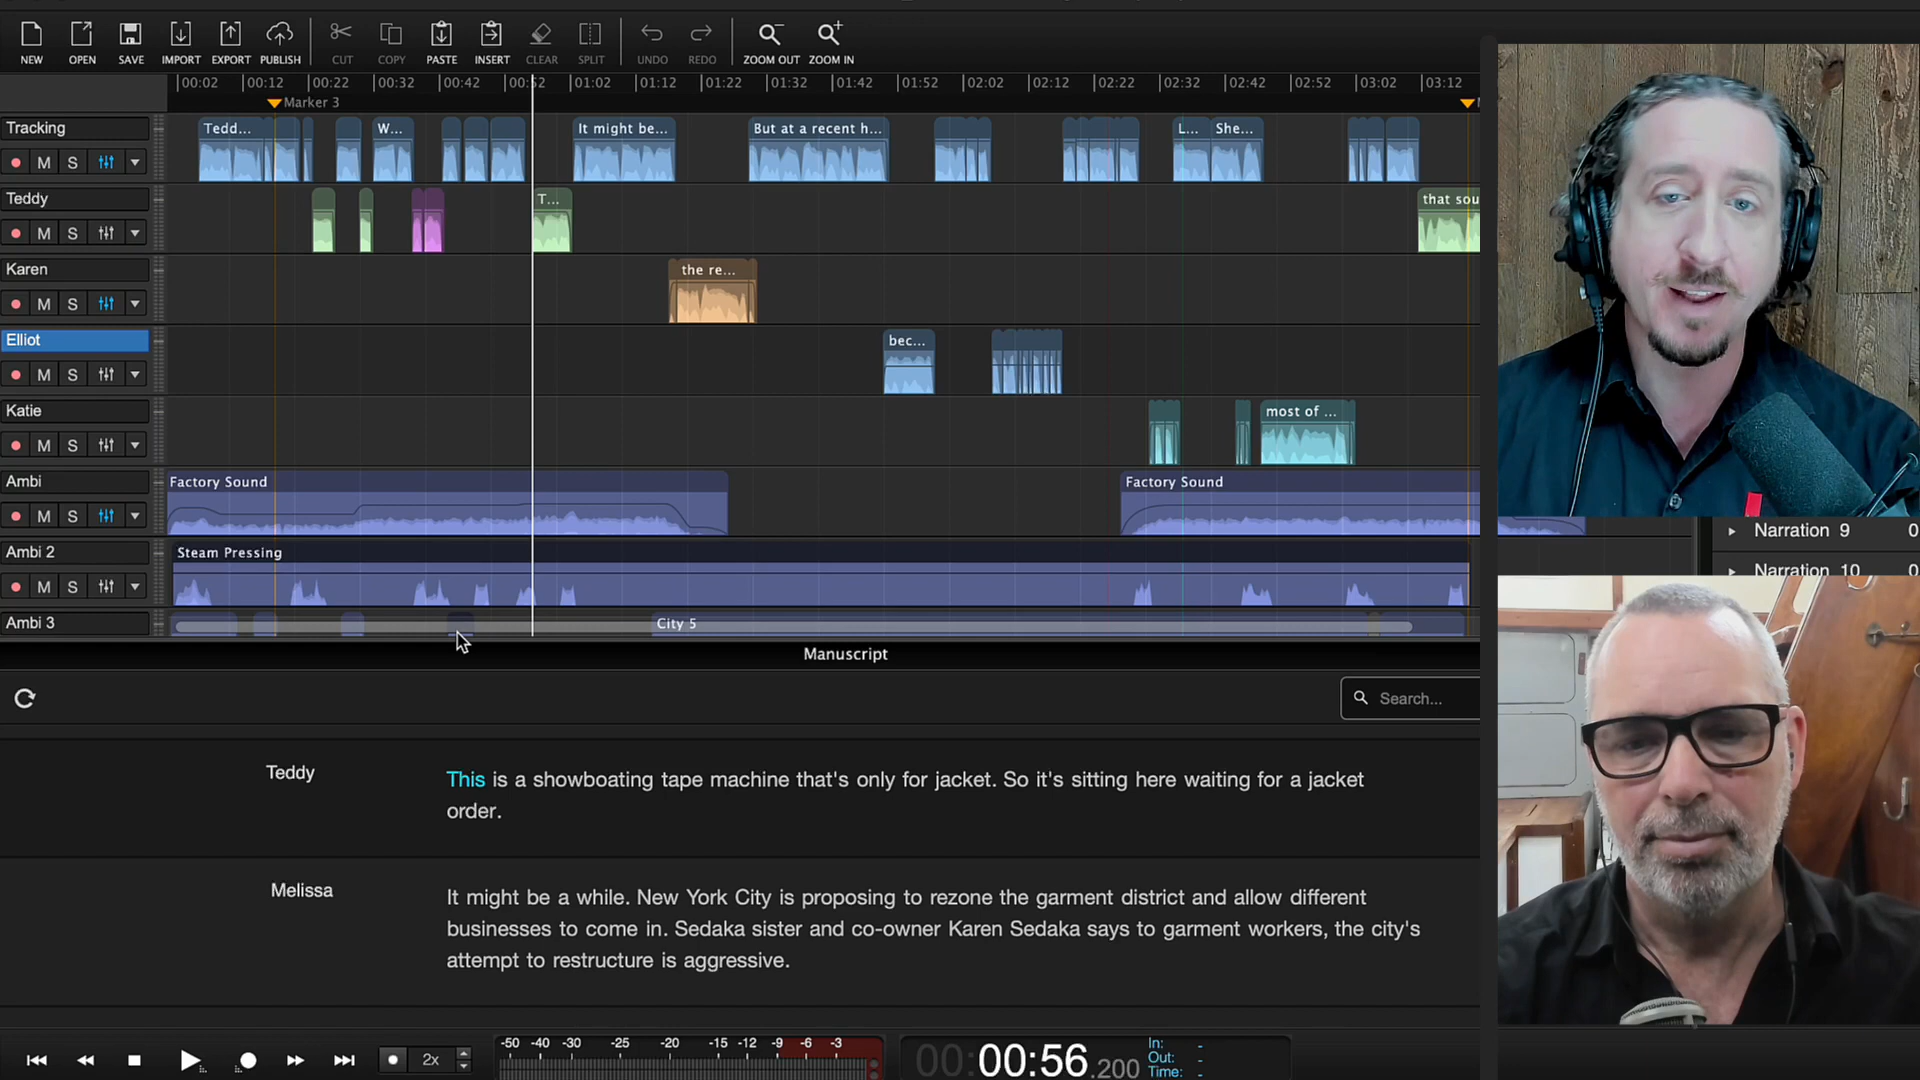 NEW OPEN SAVE IMPORT EXPORT PUBLISH CUT COPY PASTE INSERT CLEAR SPLIT UNDO REDO ZOOM OUT ZOOM IN
00:02 00:12 00:22 00:32 00:42 00:52 01:02 01:12 01:22 01:32 01:42 01:52 02:02 02:12 02:22 02:32 02:42 02:52 03:02 03:12
Marker 3
Tracking
Tedd... W... It might be... But at a recent h... L... She...
M S
Teddy
T... that sou
M S
Karen
the re...
M S
Elliot
bec...
M S
Katie
most of ...
M S
Ambi
Factory Sound Factory Sound
M S
Narration 9 0
Ambi 2
Steam Pressing
Narration 10 0
M S
Ambi 3
City 5
Manuscript
Search...
Teddy
This is a showboating tape machine that's only for jacket. So it's sitting here waiting for a jacket
order.
Melissa
It might be a while. New York City is proposing to rezone the garment district and allow different
businesses to come in. Sedaka sister and co-owner Karen Sedaka says to garment workers, the city's
attempt to restructure is aggressive.
2x
-50 -40 -30 -25 -20 -15 -12 -9 -6 -3
00:00:56.200
In: -
Out: -
Time: -